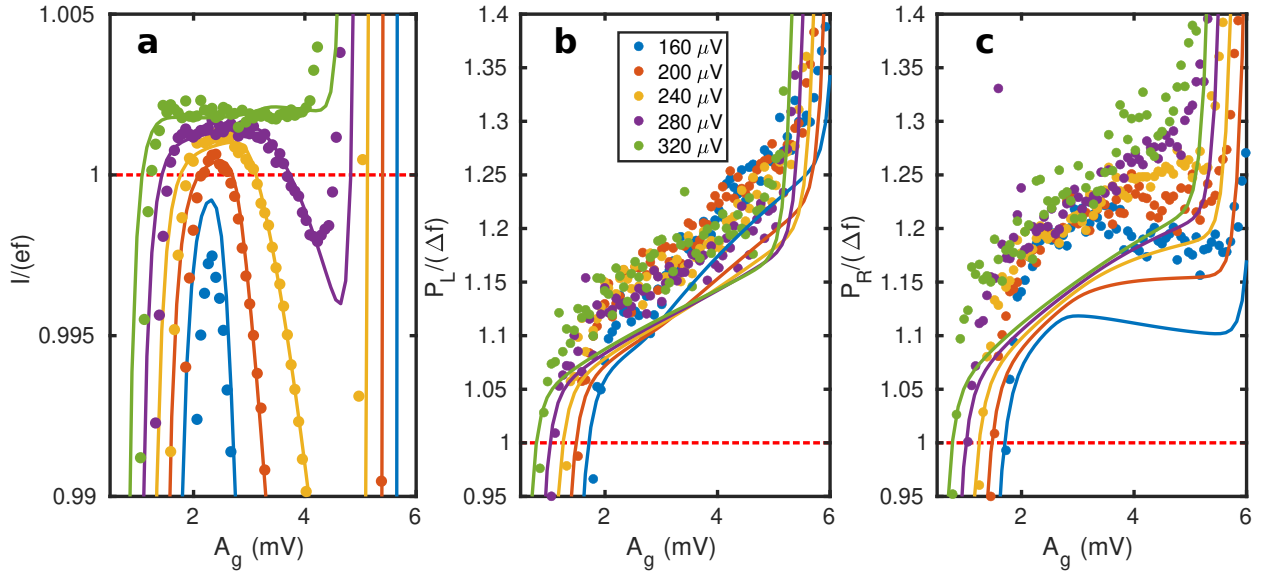 a
1.005
1
0.995
0.99
I/(ef)
2
4
6
A_g (mV)
b
1.4
1.35
1.3
1.25
1.2
1.15
1.1
1.05
1
0.95
P_L/(Δf)
2
4
6
A_g (mV)
160 μV
200 μV
240 μV
280 μV
320 μV
c
1.4
1.35
1.3
1.25
1.2
1.15
1.1
1.05
1
0.95
P_R/(Δf)
2
4
6
A_g (mV)